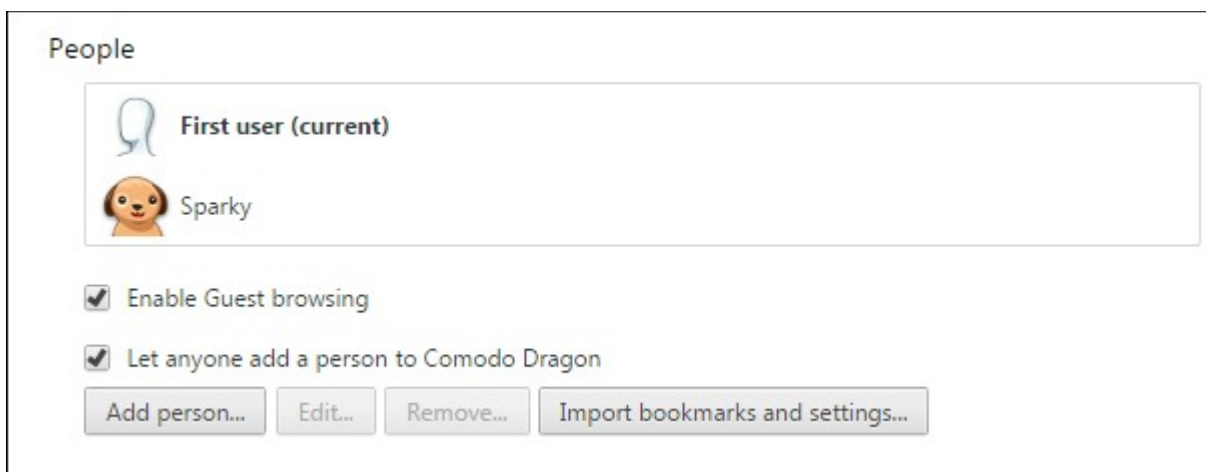 People
First user (current)
Sparky
Enable Guest browsing
Let anyone add a person to Comodo Dragon
Add person... Edit... Remove... Import bookmarks and settings...